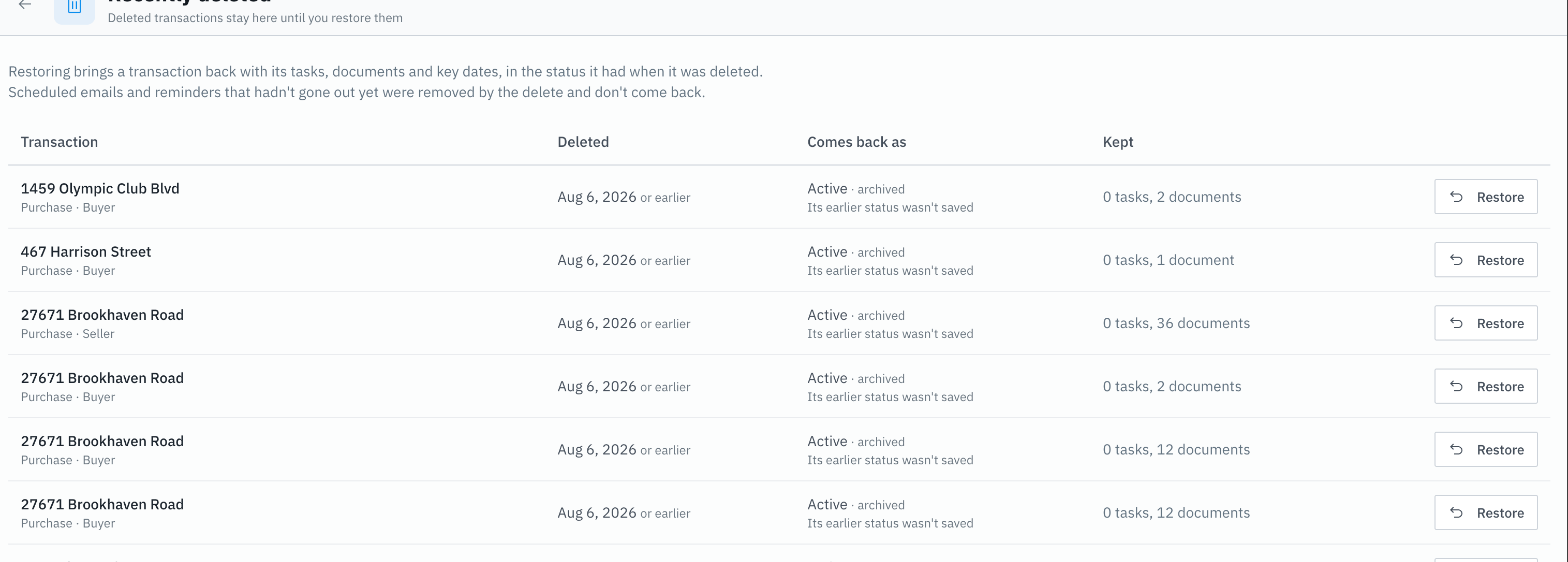 Recently deleted
Deleted transactions stay here until you restore them
Restoring brings a transaction back with its tasks, documents and key dates, in the status it had when it was deleted.
Scheduled emails and reminders that hadn't gone out yet were removed by the delete and don't come back.
Transaction Deleted Comes back as Kept
1459 Olympic Club Blvd
Purchase · Buyer
Aug 6, 2026 or earlier
Active · archived
Its earlier status wasn't saved
0 tasks, 2 documents
Restore
467 Harrison Street
Purchase · Buyer
Aug 6, 2026 or earlier
Active · archived
Its earlier status wasn't saved
0 tasks, 1 document
Restore
27671 Brookhaven Road
Purchase · Seller
Aug 6, 2026 or earlier
Active · archived
Its earlier status wasn't saved
0 tasks, 36 documents
Restore
27671 Brookhaven Road
Purchase · Buyer
Aug 6, 2026 or earlier
Active · archived
Its earlier status wasn't saved
0 tasks, 2 documents
Restore
27671 Brookhaven Road
Purchase · Buyer
Aug 6, 2026 or earlier
Active · archived
Its earlier status wasn't saved
0 tasks, 12 documents
Restore
27671 Brookhaven Road
Purchase · Buyer
Aug 6, 2026 or earlier
Active · archived
Its earlier status wasn't saved
0 tasks, 12 documents
Restore